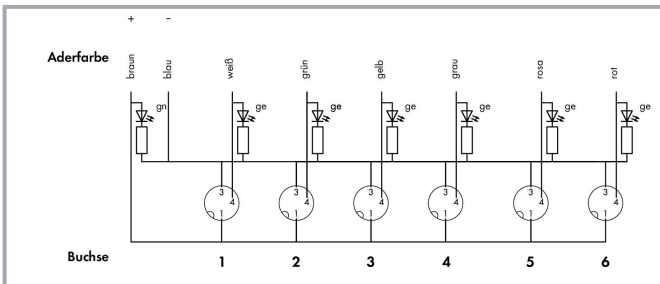 + –
Aderfarbe braun blau weiß grün gelb grau rosa rot
gn ge ge ge ge ge ge
3 3 3 3 3 3
4 4 4 4 4 4
1 1 1 1 1 1
Buchse 1 2 3 4 5 6